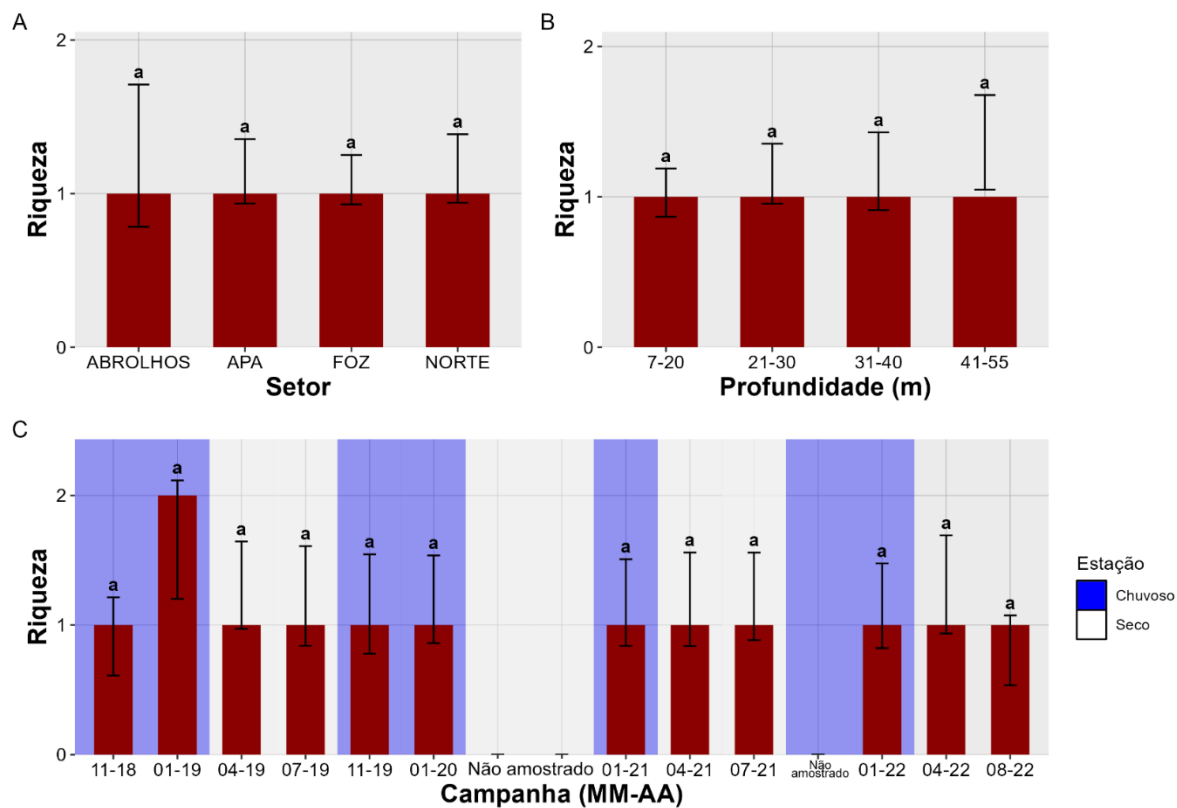 A
2
1
0
Riqueza
a
a
a
a
ABROLHOS APA FOZ NORTE
Setor
B
2
1
0
Riqueza
a
a
a
a
7-20 21-30 31-40 41-55
Profundidade (m)
C
2
1
0
Riqueza
a
a
a
a
a
a
a
a
a
a
a
a
11-18 01-19 04-19 07-19 11-19 01-20 Não amostrado 01-21 04-21 07-21 Não amostrado 01-22 04-22 08-22
Campanha (MM-AA)
Estação
Chuvoso
Seco